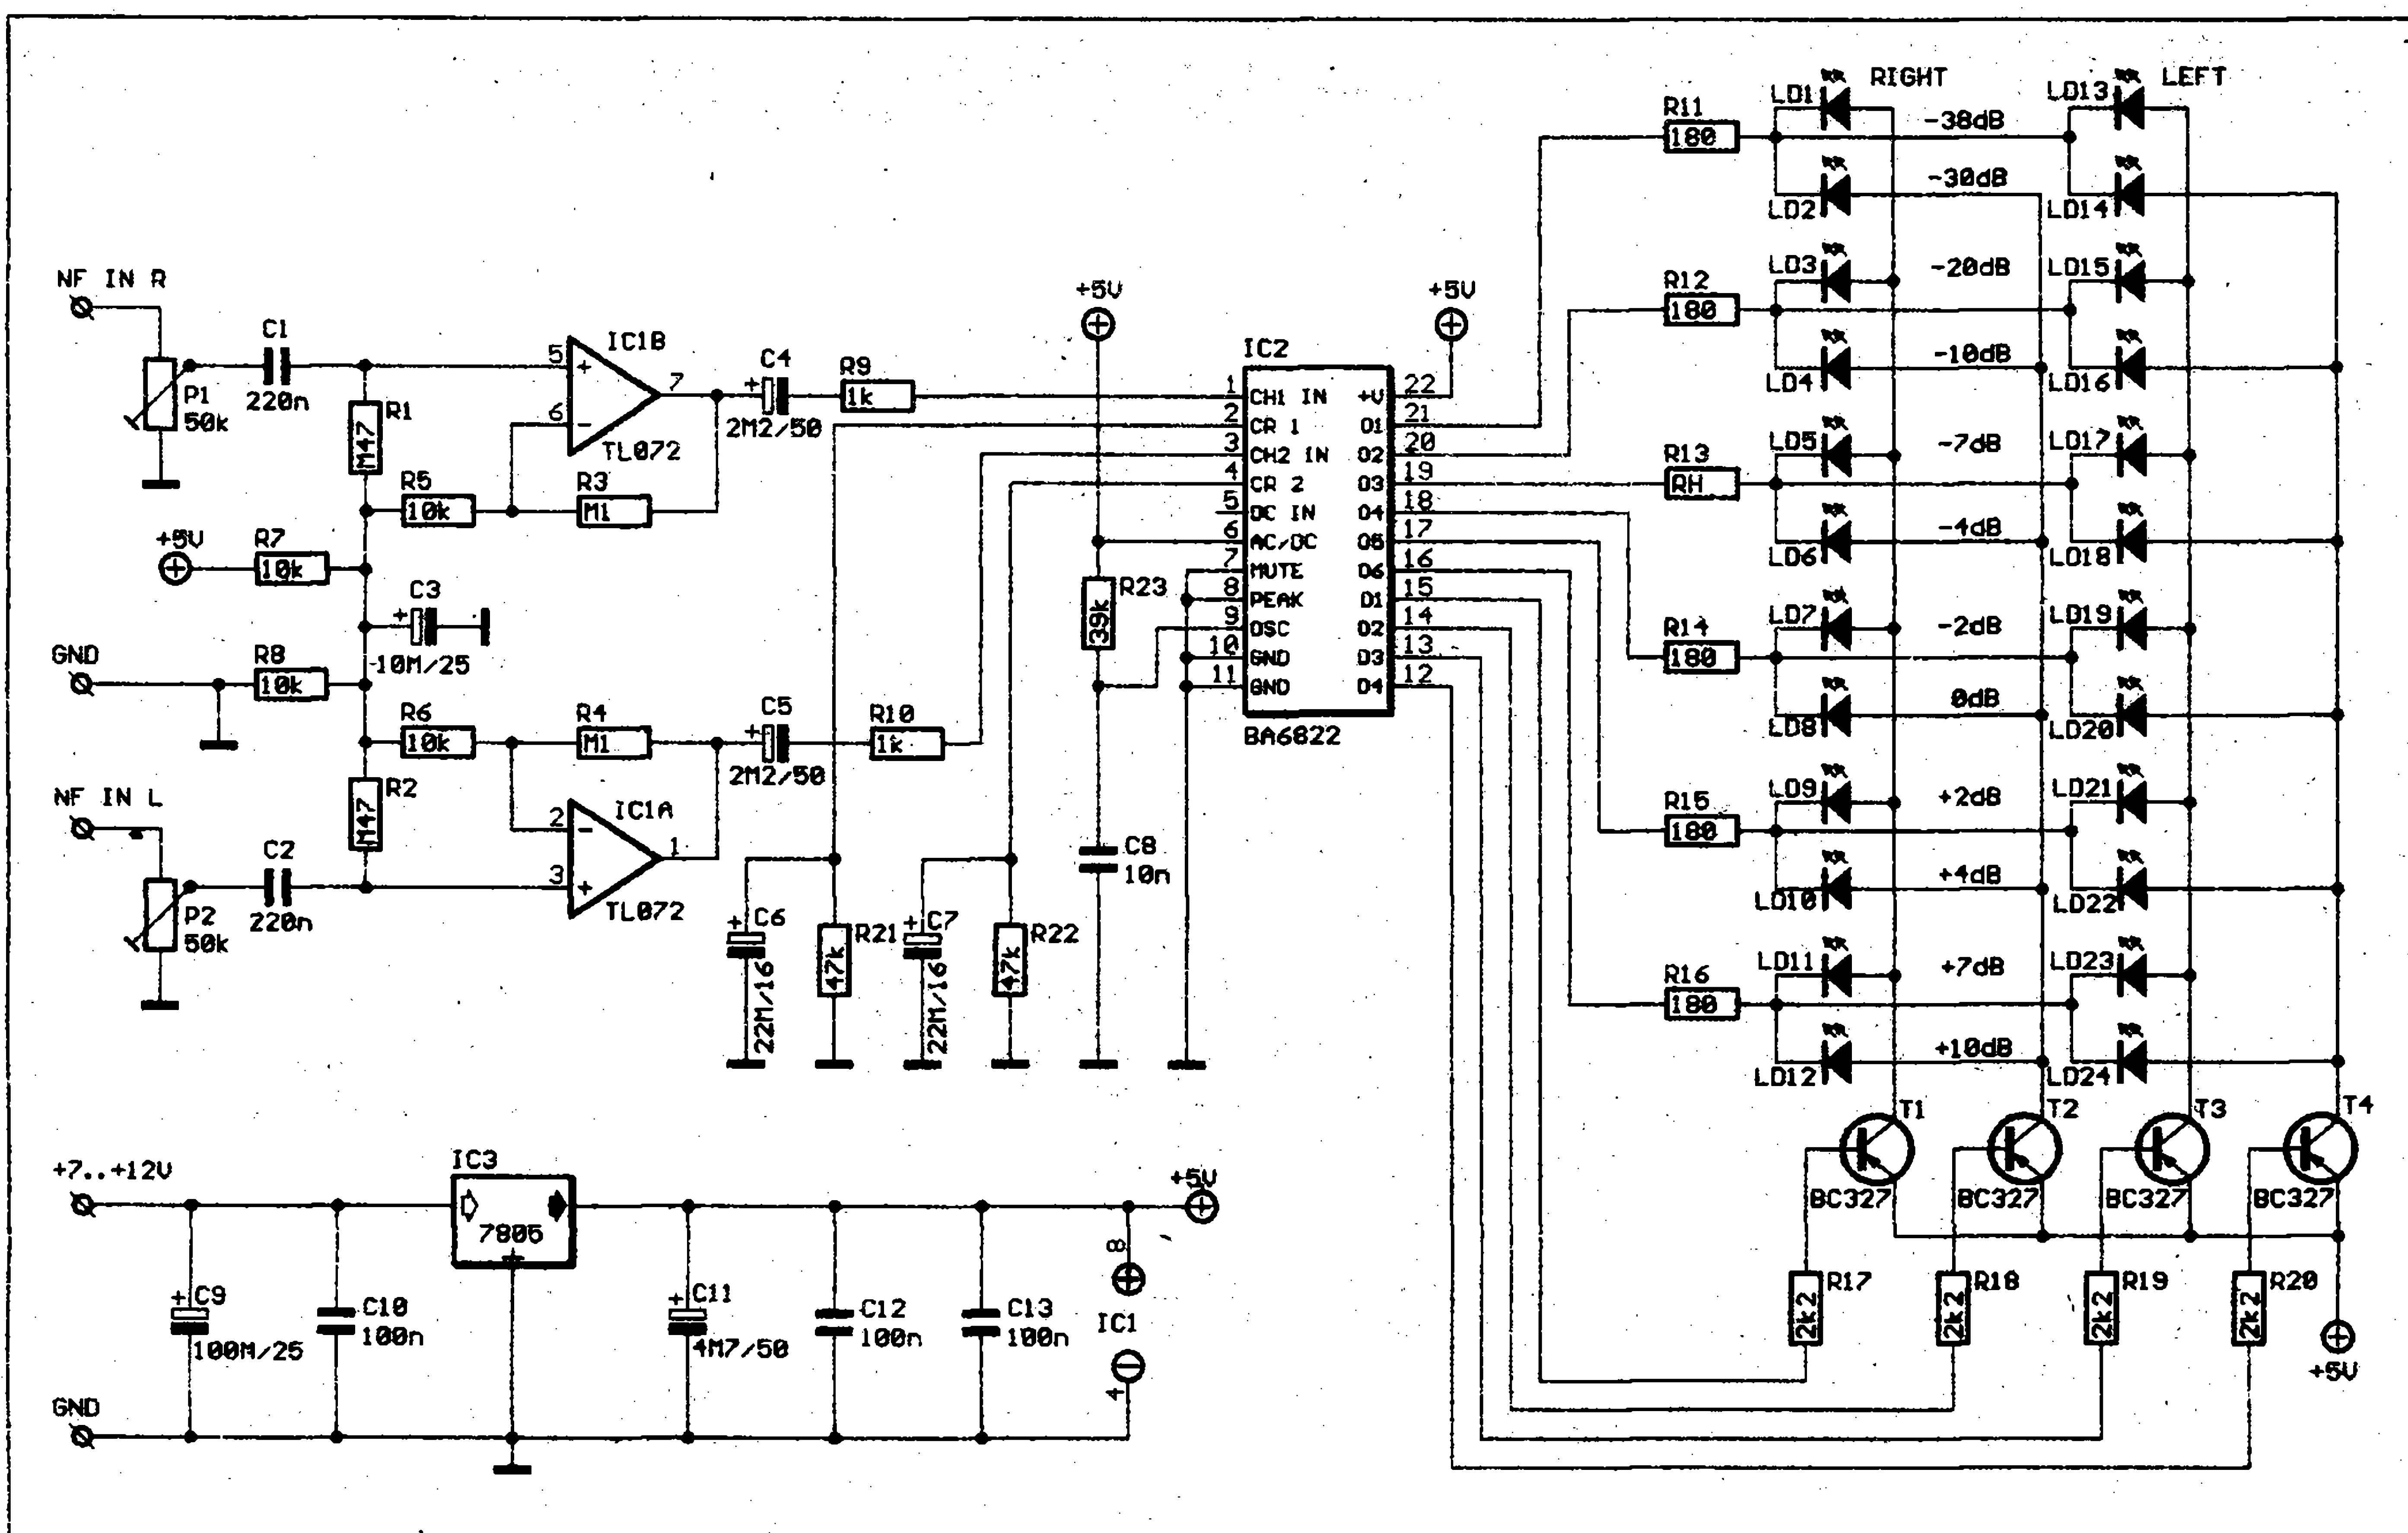 NF IN R
P1
50k
C1
220n
R1
M47
R5
10k
IC1B
5
6
7
TL072
R3
M1
C4
2M2/50
R9
1k
+5V
R7
10k
C3
10M/25
GND
R8
10k
R6
10k
R4
M1
C5
2M2/50
R10
1k
R2
M47
NF IN L
P2
50k
C2
220n
IC1A
2
3
1
TL072
C6
22M/16
R21
47k
C7
22M/16
R22
47k
+5V
R23
39k
C8
10n
+5V
IC2
1 CH1 IN
2 CR 1
3 CH2 IN
4 CR 2
5 DC IN
6 AC/DC
7 MUTE
8 PEAK
9 OSC
10 GND
11 GND
+V 22
O1 21
O2 20
O3 19
O4 18
O5 17
O6 16
D1 15
D2 14
D3 13
D4 12
BA6822
RIGHT
LEFT
R11
180
LD1
-38dB
LD13
LD2
-30dB
LD14
R12
180
LD3
-20dB
LD15
LD4
-10dB
LD16
R13
RH
LD5
-7dB
LD17
LD6
-4dB
LD18
R14
180
LD7
-2dB
LD19
LD8
0dB
LD20
R15
180
LD9
+2dB
LD21
LD10
+4dB
LD22
R16
180
LD11
+7dB
LD23
LD12
+10dB
LD24
T1
BC327
T2
BC327
T3
BC327
T4
BC327
R17
2k2
R18
2k2
R19
2k2
R20
2k2
+5V
+7..+12V
IC3
7805
+5V
C9
100M/25
C10
100n
C11
4M7/50
C12
100n
C13
100n
8
IC1
4
GND